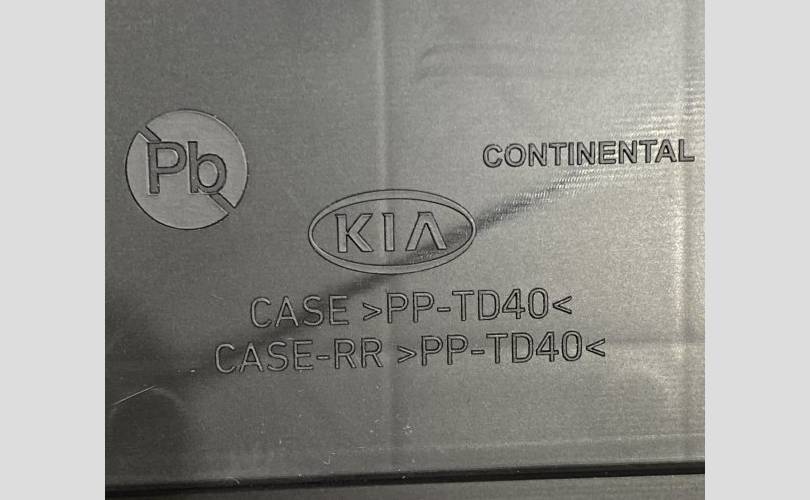 CONTINENTAL
Pb
KIA
CASE >PP-TD40<
CASE-RR >PP-TD40<